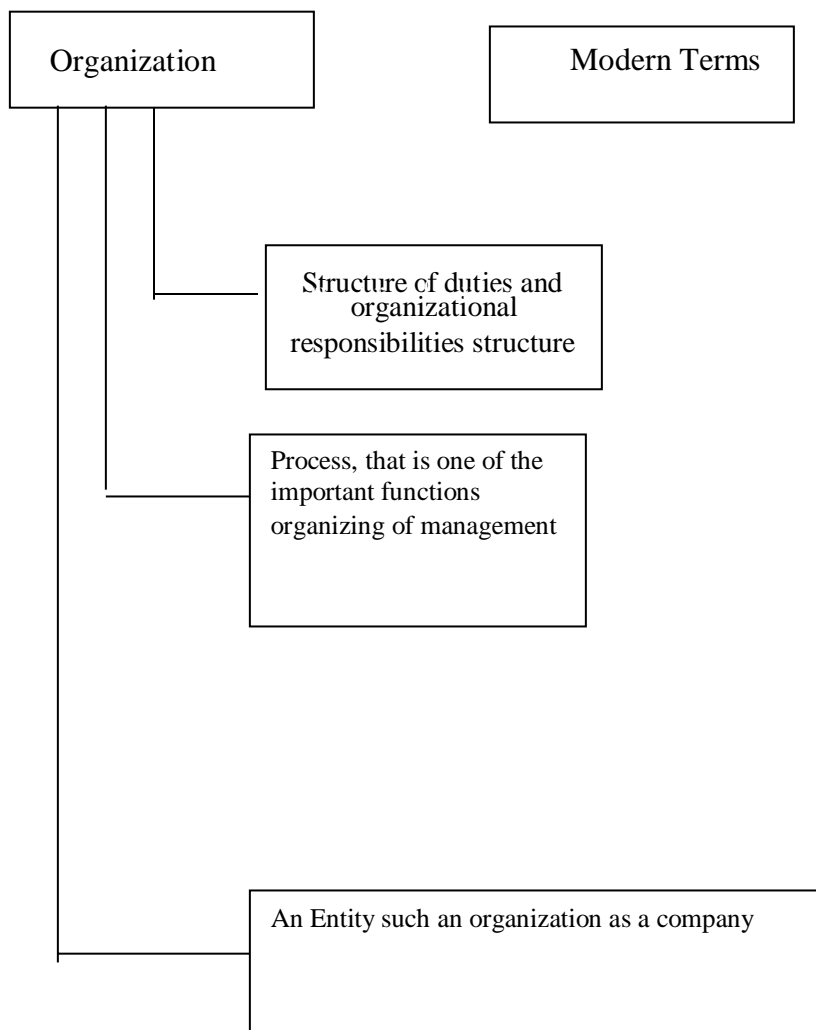 Organization
Modern Terms
Structure of duties and
organizational
responsibilities structure
Process, that is one of the
important functions
organizing of management
An Entity such an organization as a company